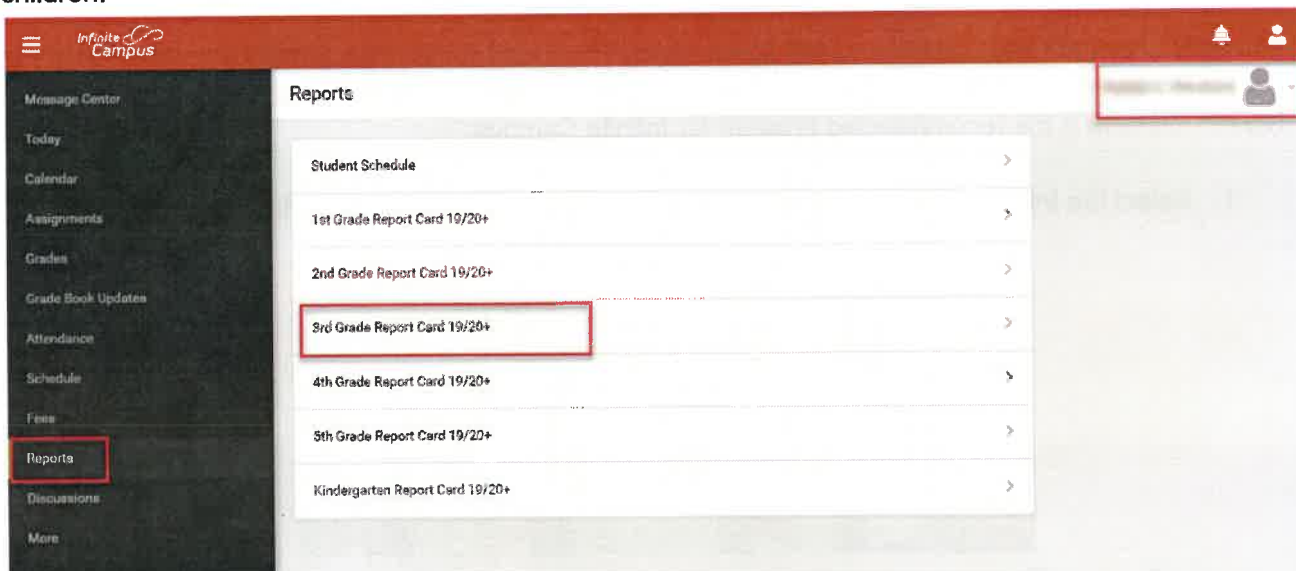 children.
Infinite
Campus
Message Center
Today
Calendar
Assignments
Grades
Grade Book Updates
Attendance
Schedule
Fees
Reports
Discussions
More
Reports
Student Schedule
1st Grade Report Card 19/20+
2nd Grade Report Card 19/20+
3rd Grade Report Card 19/20+
4th Grade Report Card 19/20+
5th Grade Report Card 19/20+
Kindergarten Report Card 19/20+